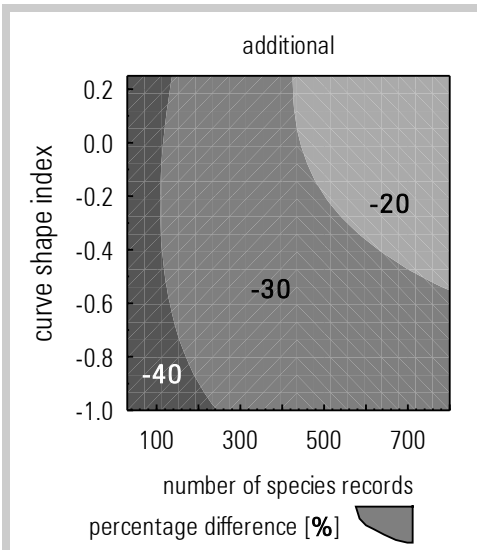 additional
curve shape index
0.2
0.0
-0.2
-0.4
-0.6
-0.8
-1.0
-20
-30
-40
100 300 500 700
number of species records
percentage difference [%]